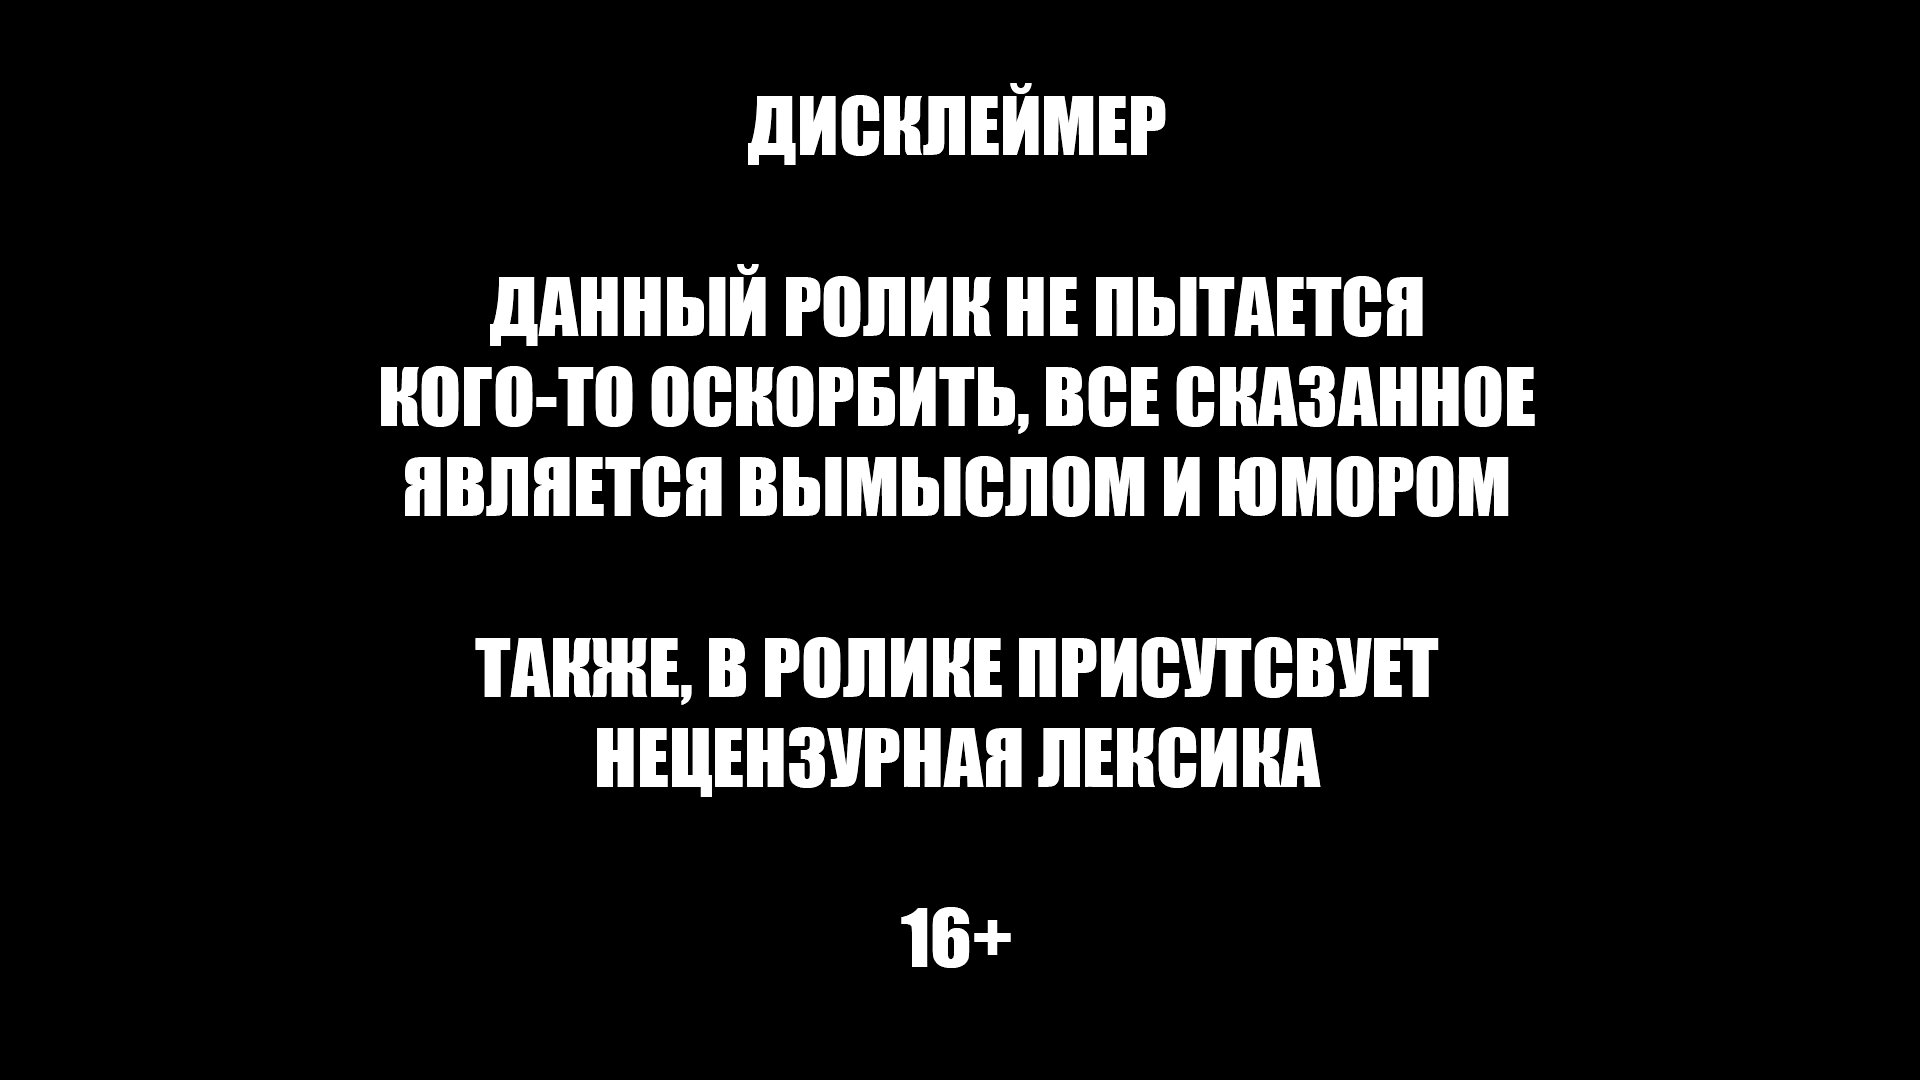 ДИСКЛЕЙМЕР
ДАННЫЙ РОЛИК НЕ ПЫТАЕТСЯ
КОГО-ТО ОСКОРБИТЬ, ВСЕ СКАЗАННОЕ
ЯВЛЯЕТСЯ ВЫМЫСЛОМ И ЮМОРОМ
ТАКЖЕ, В РОЛИКЕ ПРИСУТСВУЕТ
НЕЦЕНЗУРНАЯ ЛЕКСИКА
16+